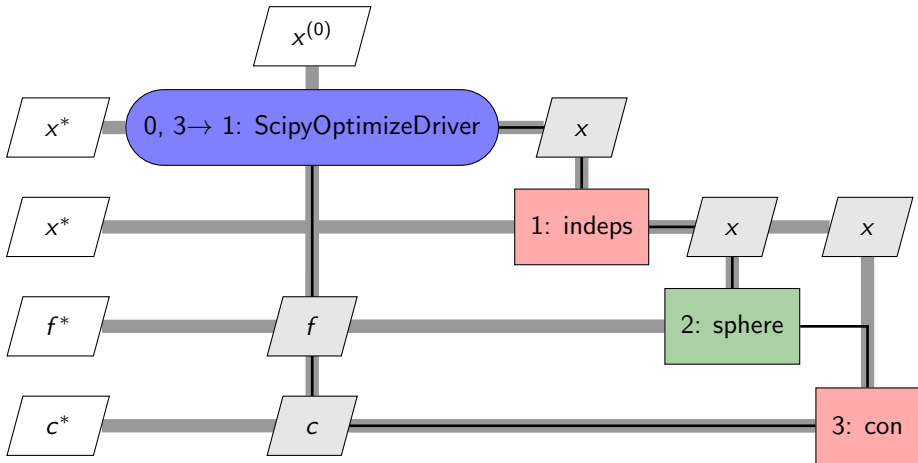 x^(0)
x* 0, 3→ 1: ScipyOptimizeDriver x
x* 1: indeps x x
f* f 2: sphere
c* c 3: con